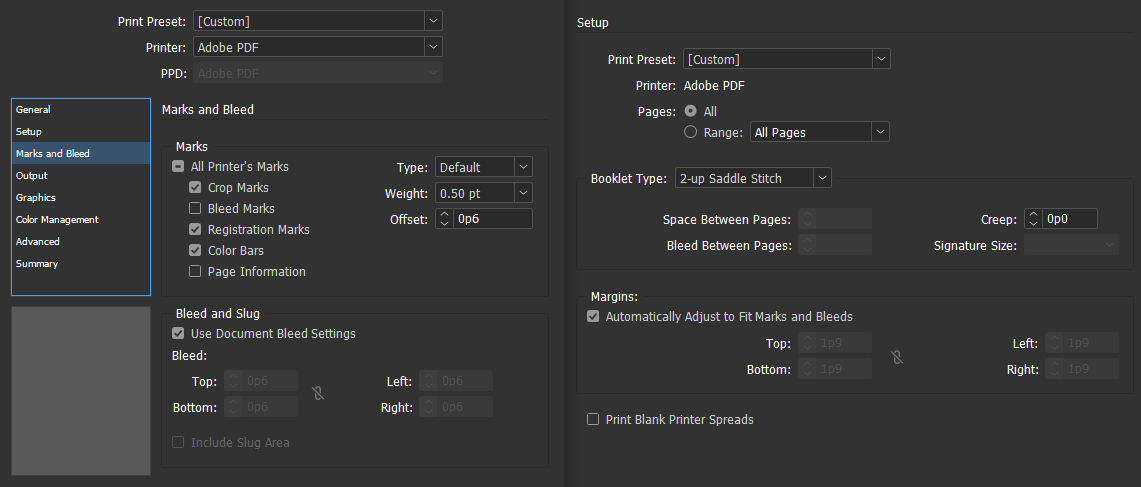 Print Preset: [Custom]
Printer: Adobe PDF
PPD: Adobe PDF
General
Setup
Marks and Bleed
Output
Graphics
Color Management
Advanced
Summary
Marks and Bleed
Marks
All Printer's Marks
Crop Marks
Bleed Marks
Registration Marks
Color Bars
Page Information
Type: Default
Weight: 0.50 pt
Offset: 0p6
Bleed and Slug
Use Document Bleed Settings
Bleed:
Top: 0p6 Left: 0p6
Bottom: 0p6 Right: 0p6
Include Slug Area
Setup
Print Preset: [Custom]
Printer: Adobe PDF
Pages: All
Range: All Pages
Booklet Type: 2-up Saddle Stitch
Space Between Pages: Creep: 0p0
Bleed Between Pages: Signature Size:
Margins:
Automatically Adjust to Fit Marks and Bleeds
Top: 1p9 Left: 1p9
Bottom: 1p9 Right: 1p9
Print Blank Printer Spreads